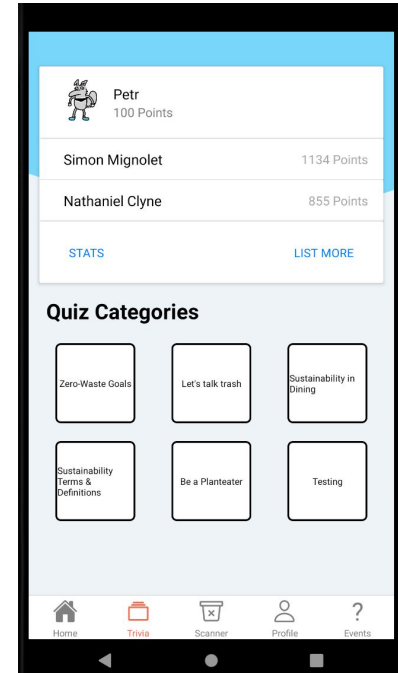 Petr
100 Points
Simon Mignolet 1134 Points
Nathaniel Clyne 855 Points
STATS LIST MORE
Quiz Categories
Zero-Waste Goals
Let's talk trash
Sustainability in
Dining
Sustainability
Terms &
Definitions
Be a Planteater
Testing
Home Trivia Scanner Profile Events